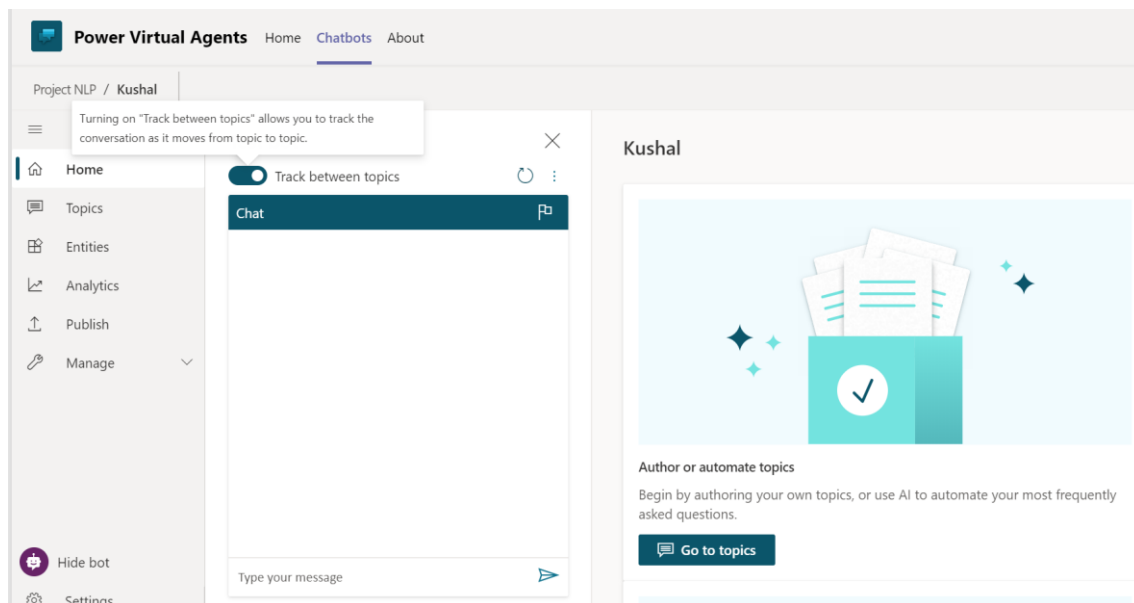 Power Virtual Agents Home Chatbots About
Project NLP / Kushal
Turning on "Track between topics" allows you to track the
conversation as it moves from topic to topic.
Home
Topics
Entities
Analytics
Publish
Manage
Hide bot
Settings
Track between topics
Chat
Type your message
Kushal
Author or automate topics
Begin by authoring your own topics, or use AI to automate your most frequently
asked questions.
Go to topics